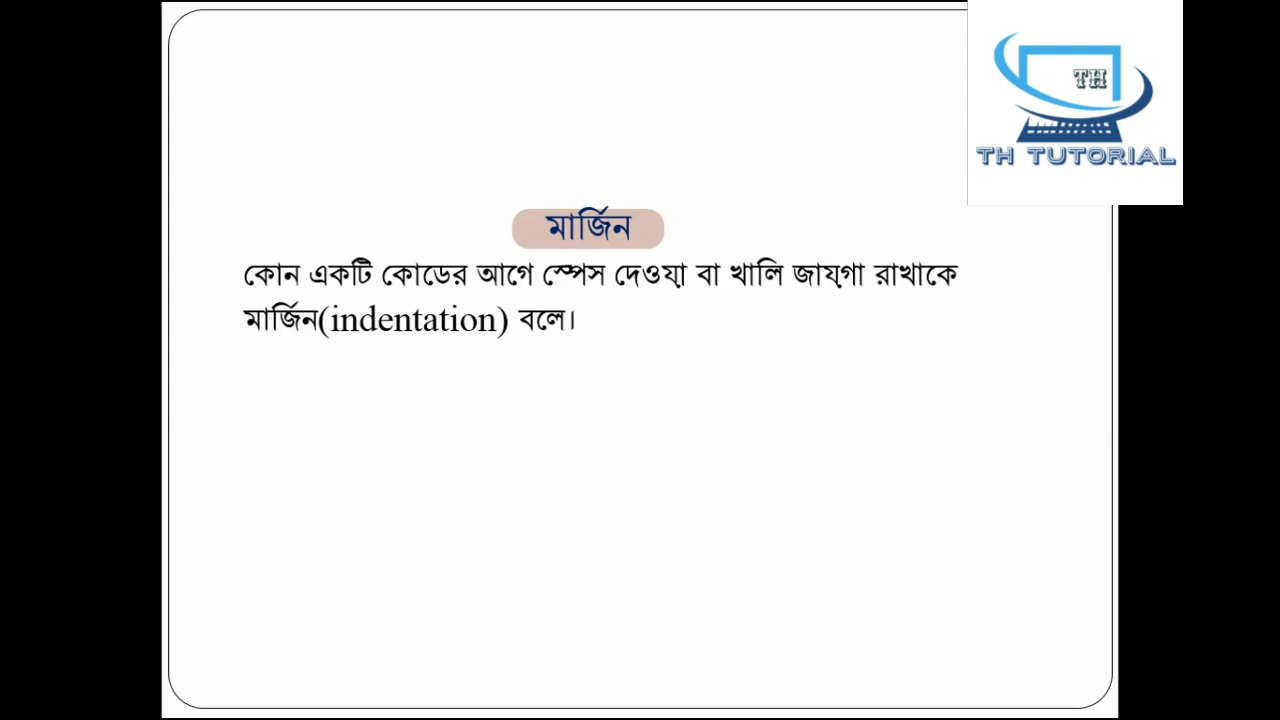 TH
TH TUTORIAL
মার্জিন
কোন একটি কোডের আগে স্পেস দেওয়া বা খালি জায়গা রাখাকে
মার্জিন(indentation) বলে।